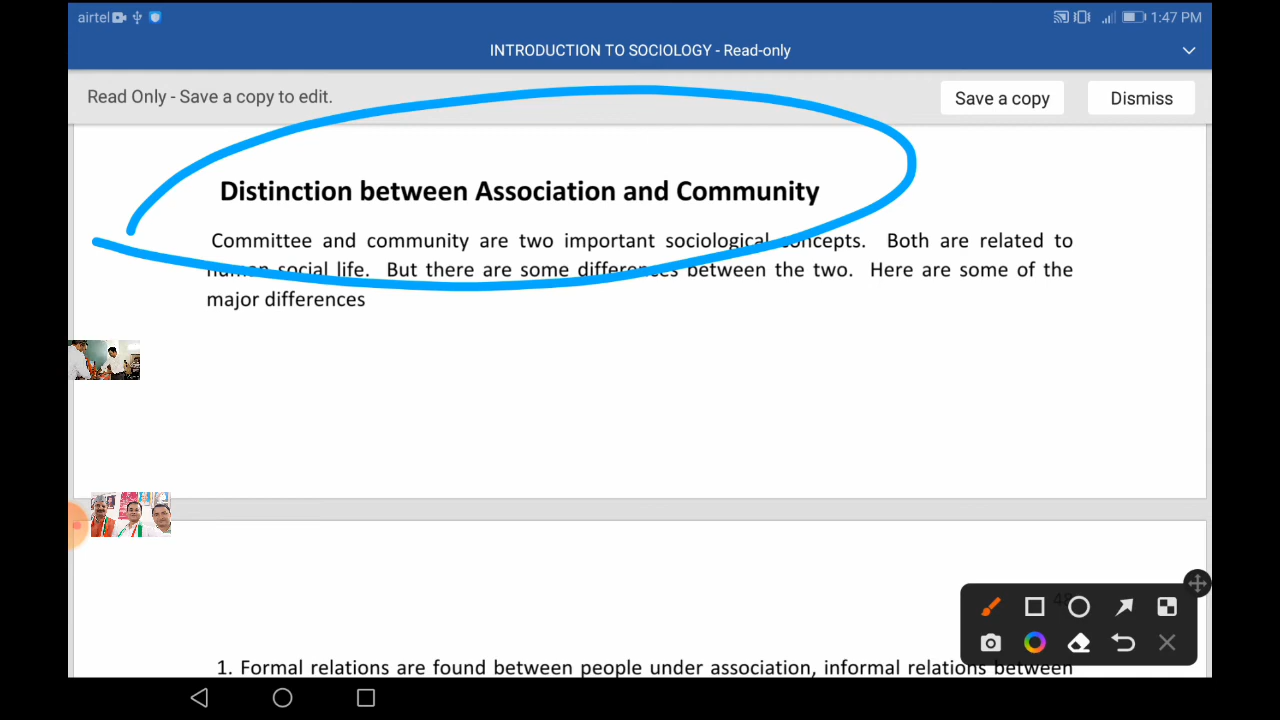 airtel
1:47 PM
INTRODUCTION TO SOCIOLOGY - Read-only
Read Only - Save a copy to edit.
Save a copy
Dismiss
Distinction between Association and Community
Committee and community are two important sociological concepts. Both are related to
human social life. But there are some differences between the two. Here are some of the
major differences
48
1. Formal relations are found between people under association, informal relations between